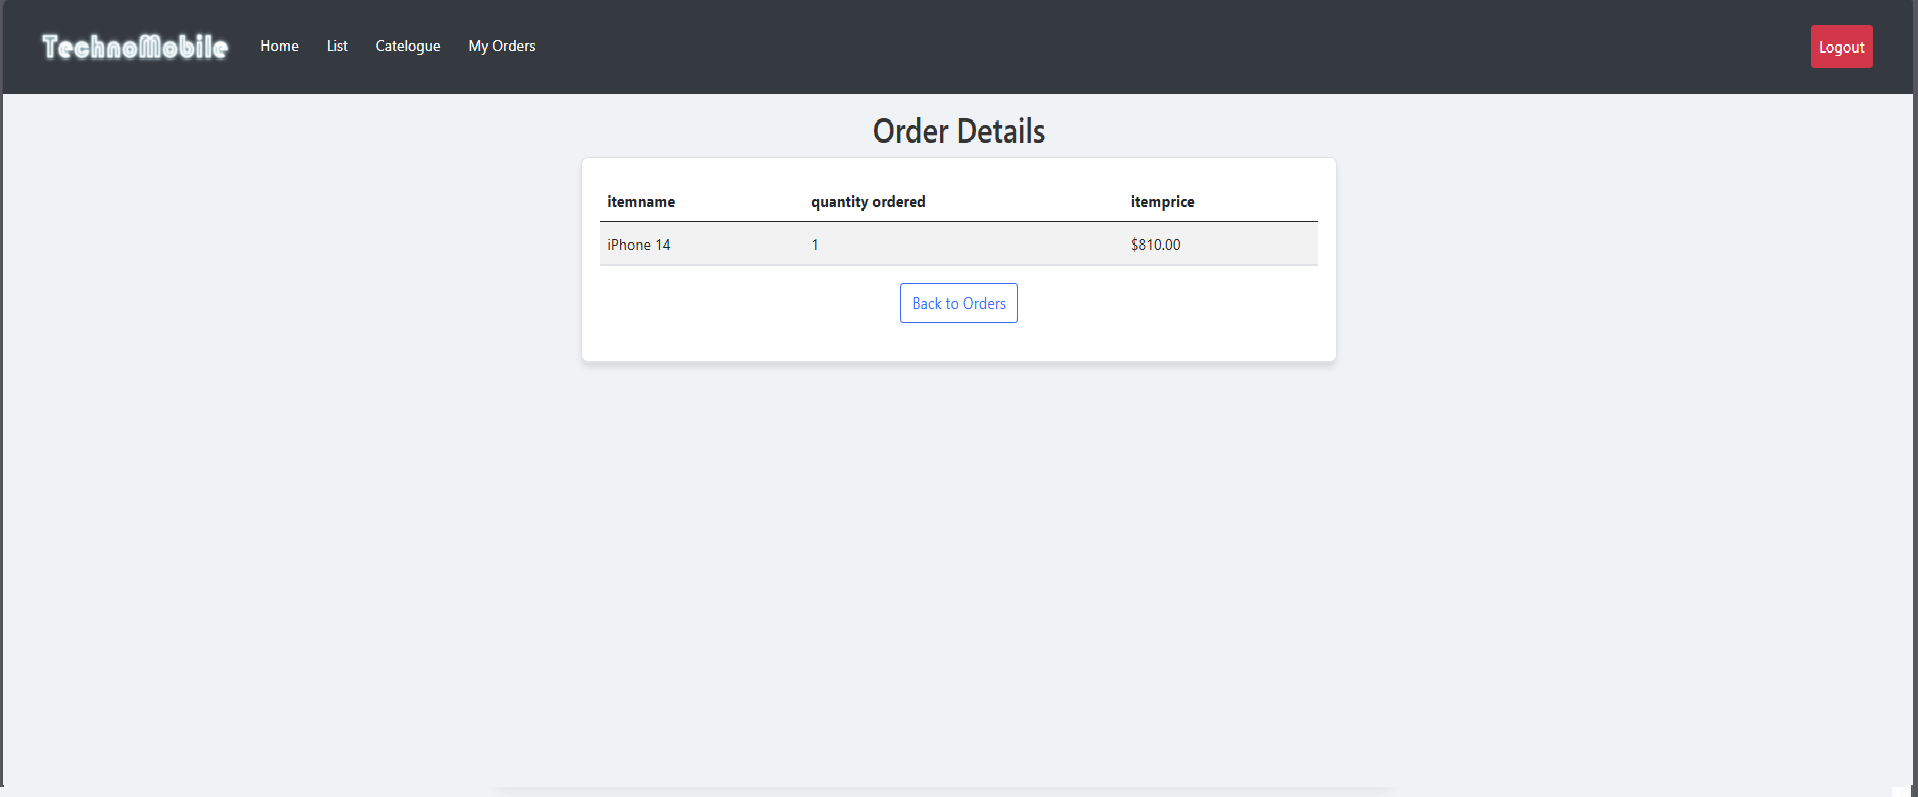 TechnoMobile Home List Catelogue My Orders Logout
Order Details
itemname quantity ordered itemprice
iPhone 14 1 $810.00
Back to Orders